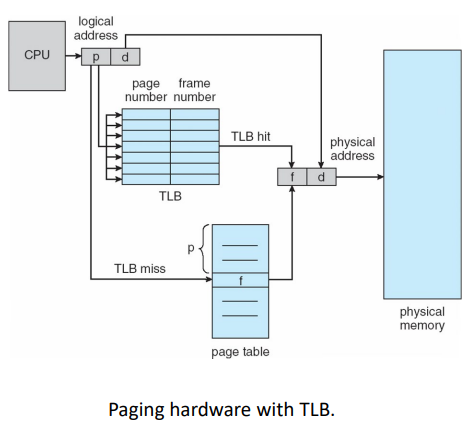 logical
address
CPU
p d
page frame
number number
TLB hit
physical
address
f d
TLB
p
TLB miss
f
physical
memory
page table
Paging hardware with TLB.